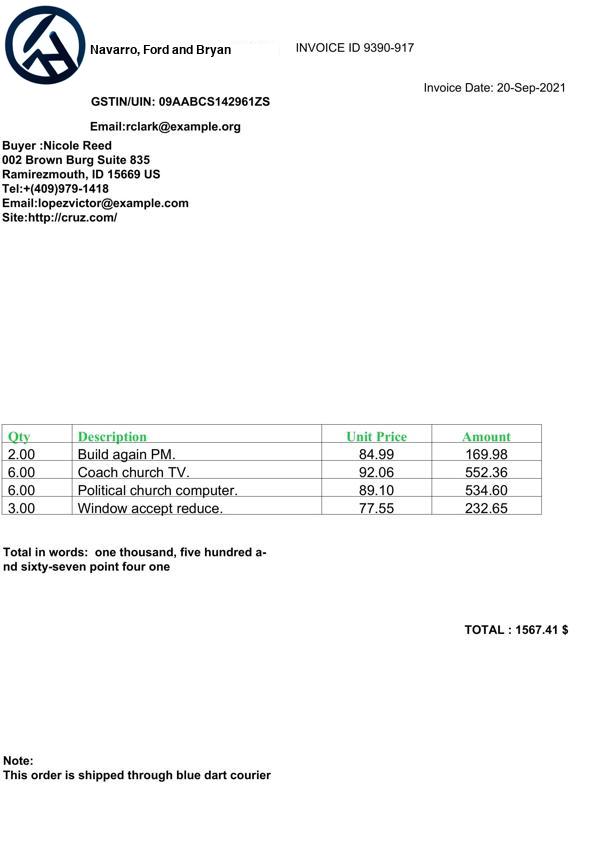 Navarro, Ford and Bryan
INVOICE ID 9390-917
Invoice Date: 20-Sep-2021
GSTIN/UIN: 09AABCS142961ZS
Email:rclark@example.org
Buyer :Nicole Reed
002 Brown Burg Suite 835
Ramirezmouth, ID 15669 US
Tel:+(409)979-1418
Email:lopezvictor@example.com
Site:http://cruz.com/
Qty Description Unit Price Amount
2.00 Build again PM. 84.99 169.98
6.00 Coach church TV. 92.06 552.36
6.00 Political church computer. 89.10 534.60
3.00 Window accept reduce. 77.55 232.65
Total in words:  one thousand, five hundred a-
nd sixty-seven point four one
TOTAL : 1567.41 $
Note:
This order is shipped through blue dart courier